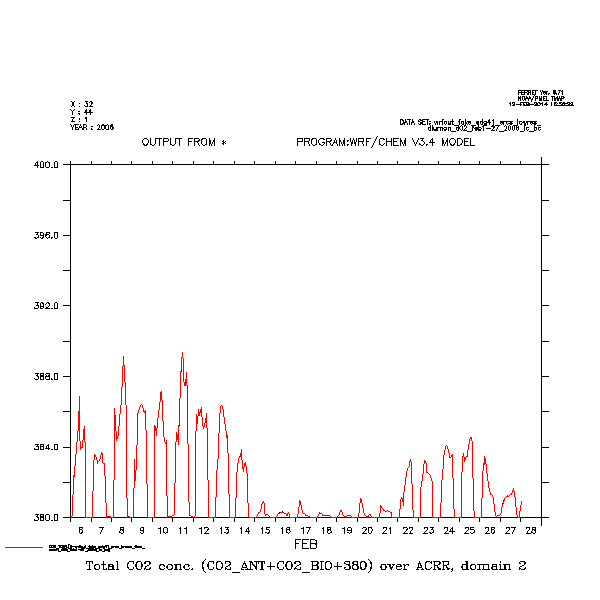 FERRET Ver. 6.71
NOAA/PMEL TMAP
X : 32
Y : 44
Z : 1
YEAR : 2006
OUTPUT FROM *
PROGRAM:WRF/CHEM V3.4 MODEL
400.0
396.0
392.0
388.0
384.0
380.0
6 7 8 9 10 11 12 13 14 15 16 17 18 19 20 21 22 23 24 25 26 27 28
FEB
Total CO2 conc. (CO2_ANT+CO2_BIO+380) over ACRR, domain 2